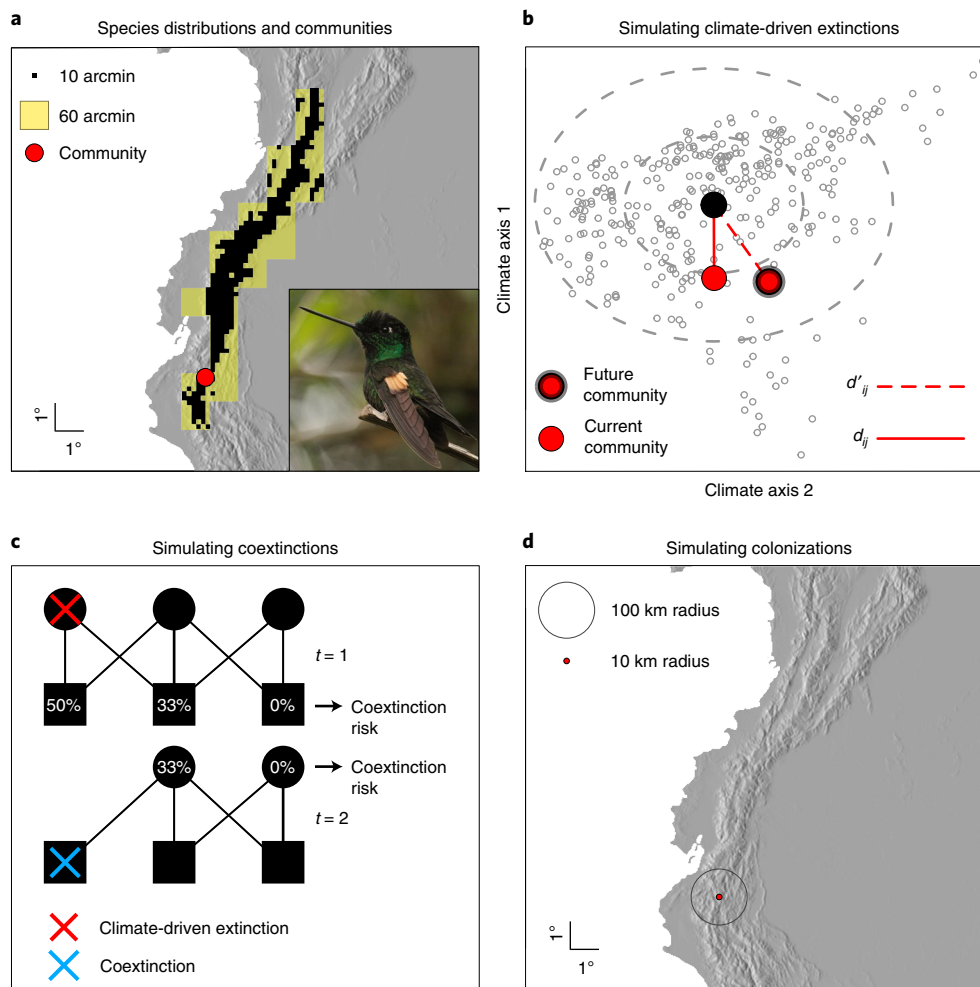 a
Species distributions and communities
10 arcmin
60 arcmin
Community
1°
1°
b
Simulating climate-driven extinctions
Climate axis 1
Future
community
Current
community
d'ij
dij
Climate axis 2
c
Simulating coextinctions
t = 1
50%
33%
0%
Coextinction
risk
33%
0%
Coextinction
risk
t = 2
Climate-driven extinction
Coextinction
d
Simulating colonizations
100 km radius
10 km radius
1°
1°